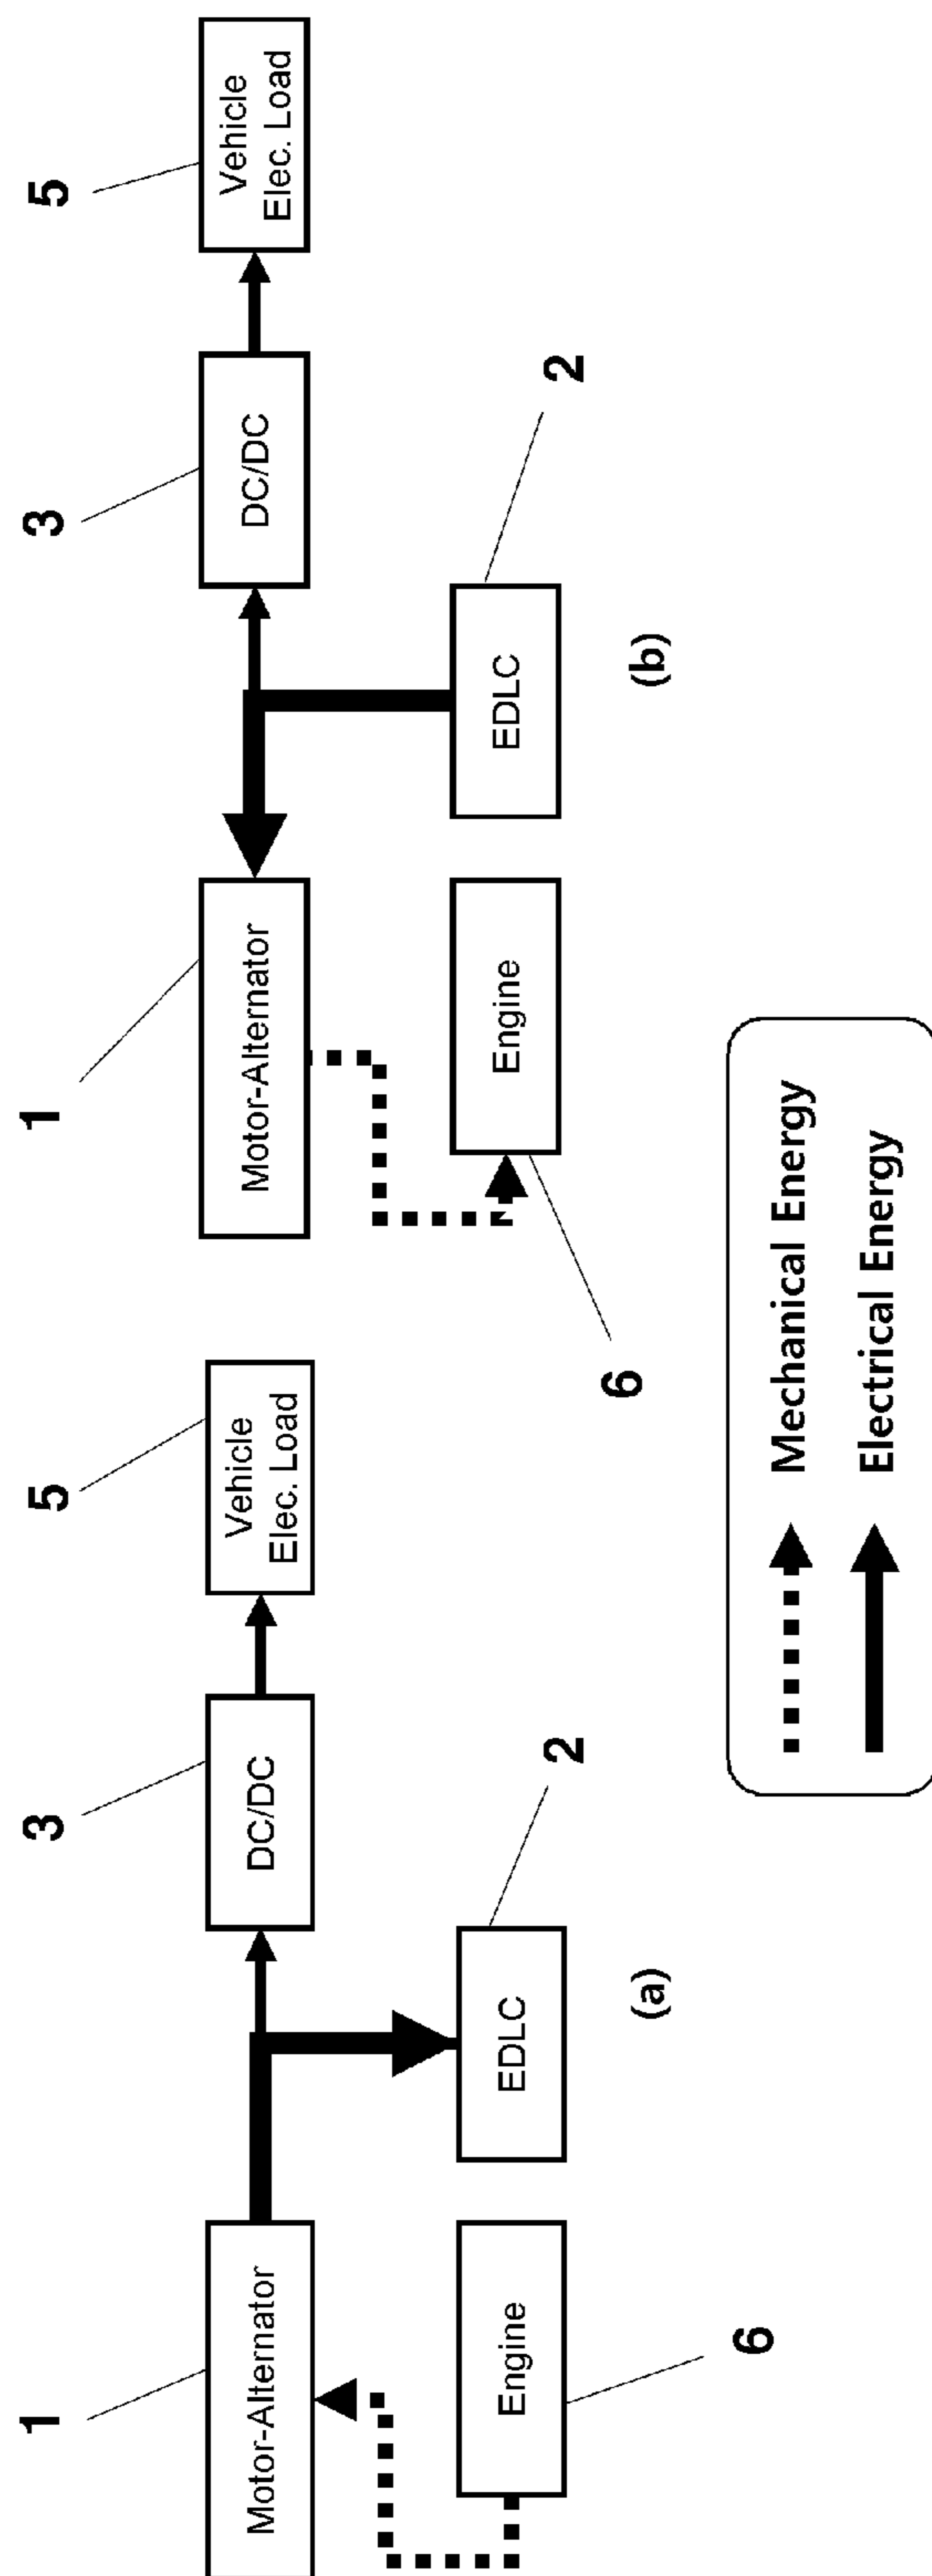 1
3
5
Motor-Alternator
DC/DC
Vehicle
Elec. Load
Engine
EDLC
6
2
(a)
1
3
5
Motor-Alternator
DC/DC
Vehicle
Elec. Load
Engine
EDLC
6
2
(b)
Mechanical Energy
Electrical Energy